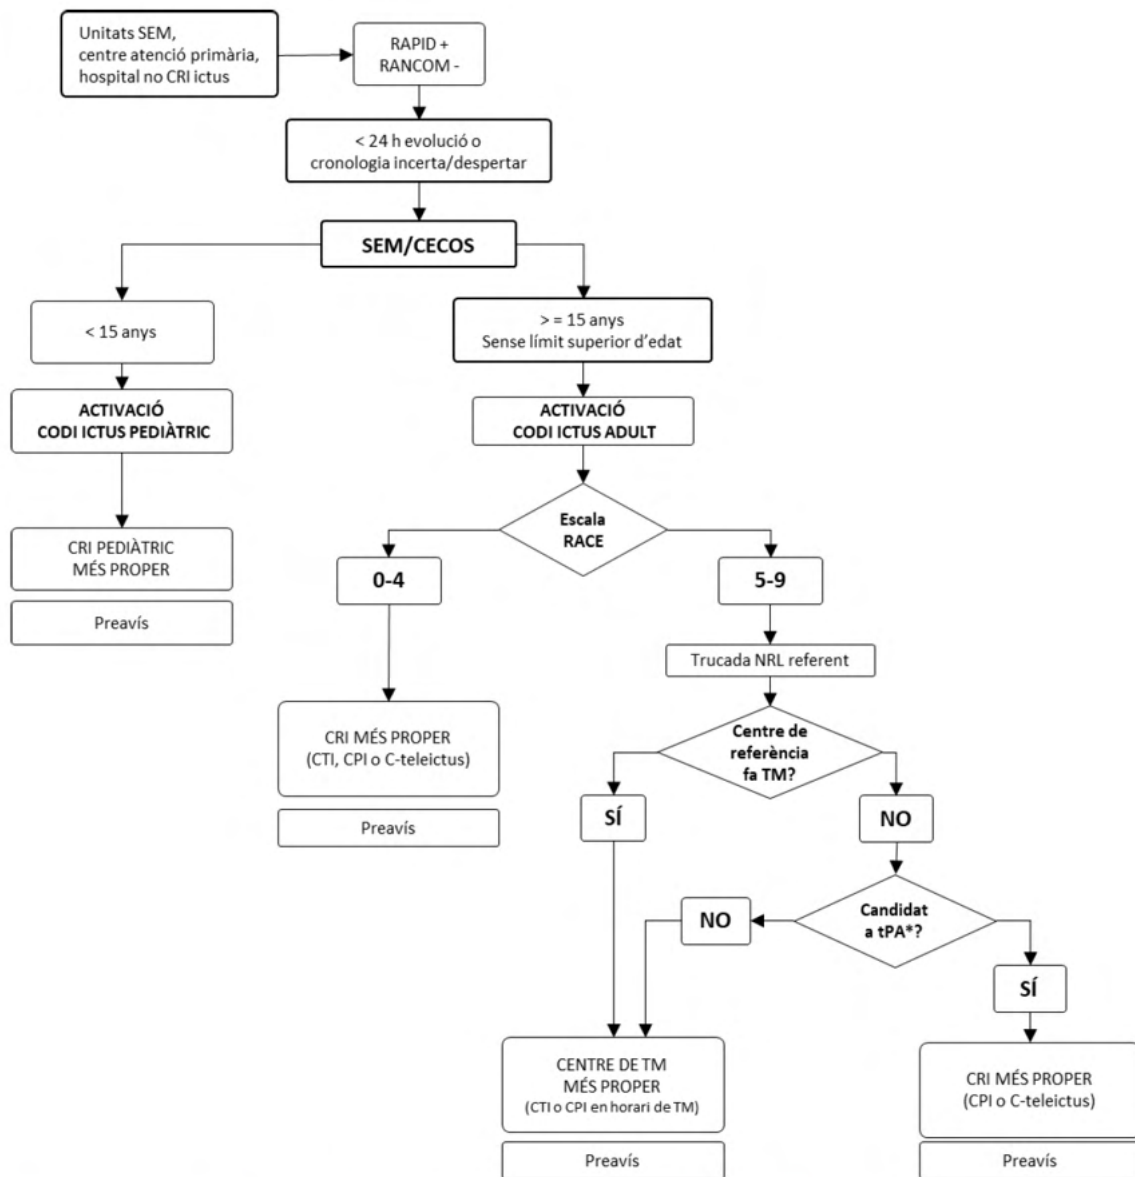 Unitats SEM,
centre atenció primària,
hospital no CRI ictus
RAPID +
RANCOM -
< 24 h evolució o
cronologia incerta/despertar
SEM/CECOS
< 15 anys
> = 15 anys
Sense límit superior d'edat
ACTIVACIÓ
CODI ICTUS PEDIÀTRIC
ACTIVACIÓ
CODI ICTUS ADULT
Escala
RACE
CRI PEDIÀTRIC
MÉS PROPER
Preavís
0-4
5-9
Trucada NRL referent
CRI MÉS PROPER
(CTI, CPI o C-teleictus)
Preavís
Centre de
referència
fa TM?
SÍ
NO
Candidat
a tPA*?
NO
SÍ
CENTRE DE TM
MÉS PROPER
(CTI o CPI en horari de TM)
Preavís
CRI MÉS PROPER
(CPI o C-teleictus)
Preavís